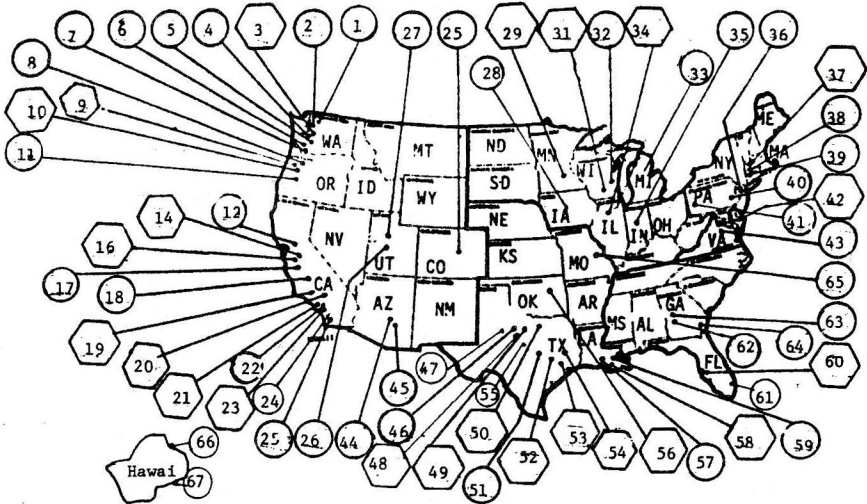 7 6 5 4 3 2 1 27 25 29 31 32 34 35 36
8 28 33 37
9
10 38
11 39
ME
WA MT ND MN NY MA
WI MI 40
OR ID SD PA 42
WY 41
12 IA
14 NE IL IN OH VA 43
NV
16 UT CO KS MO
17 65
18 CA
AZ NM OK AR GA
19 MS AL 63
TX LA 62 64
20 47 FL 60
22 45 55 61
21 23 24
25 26 44 46 50 53 54 56 57 58 59
66 48 49 52
Hawai 51
67